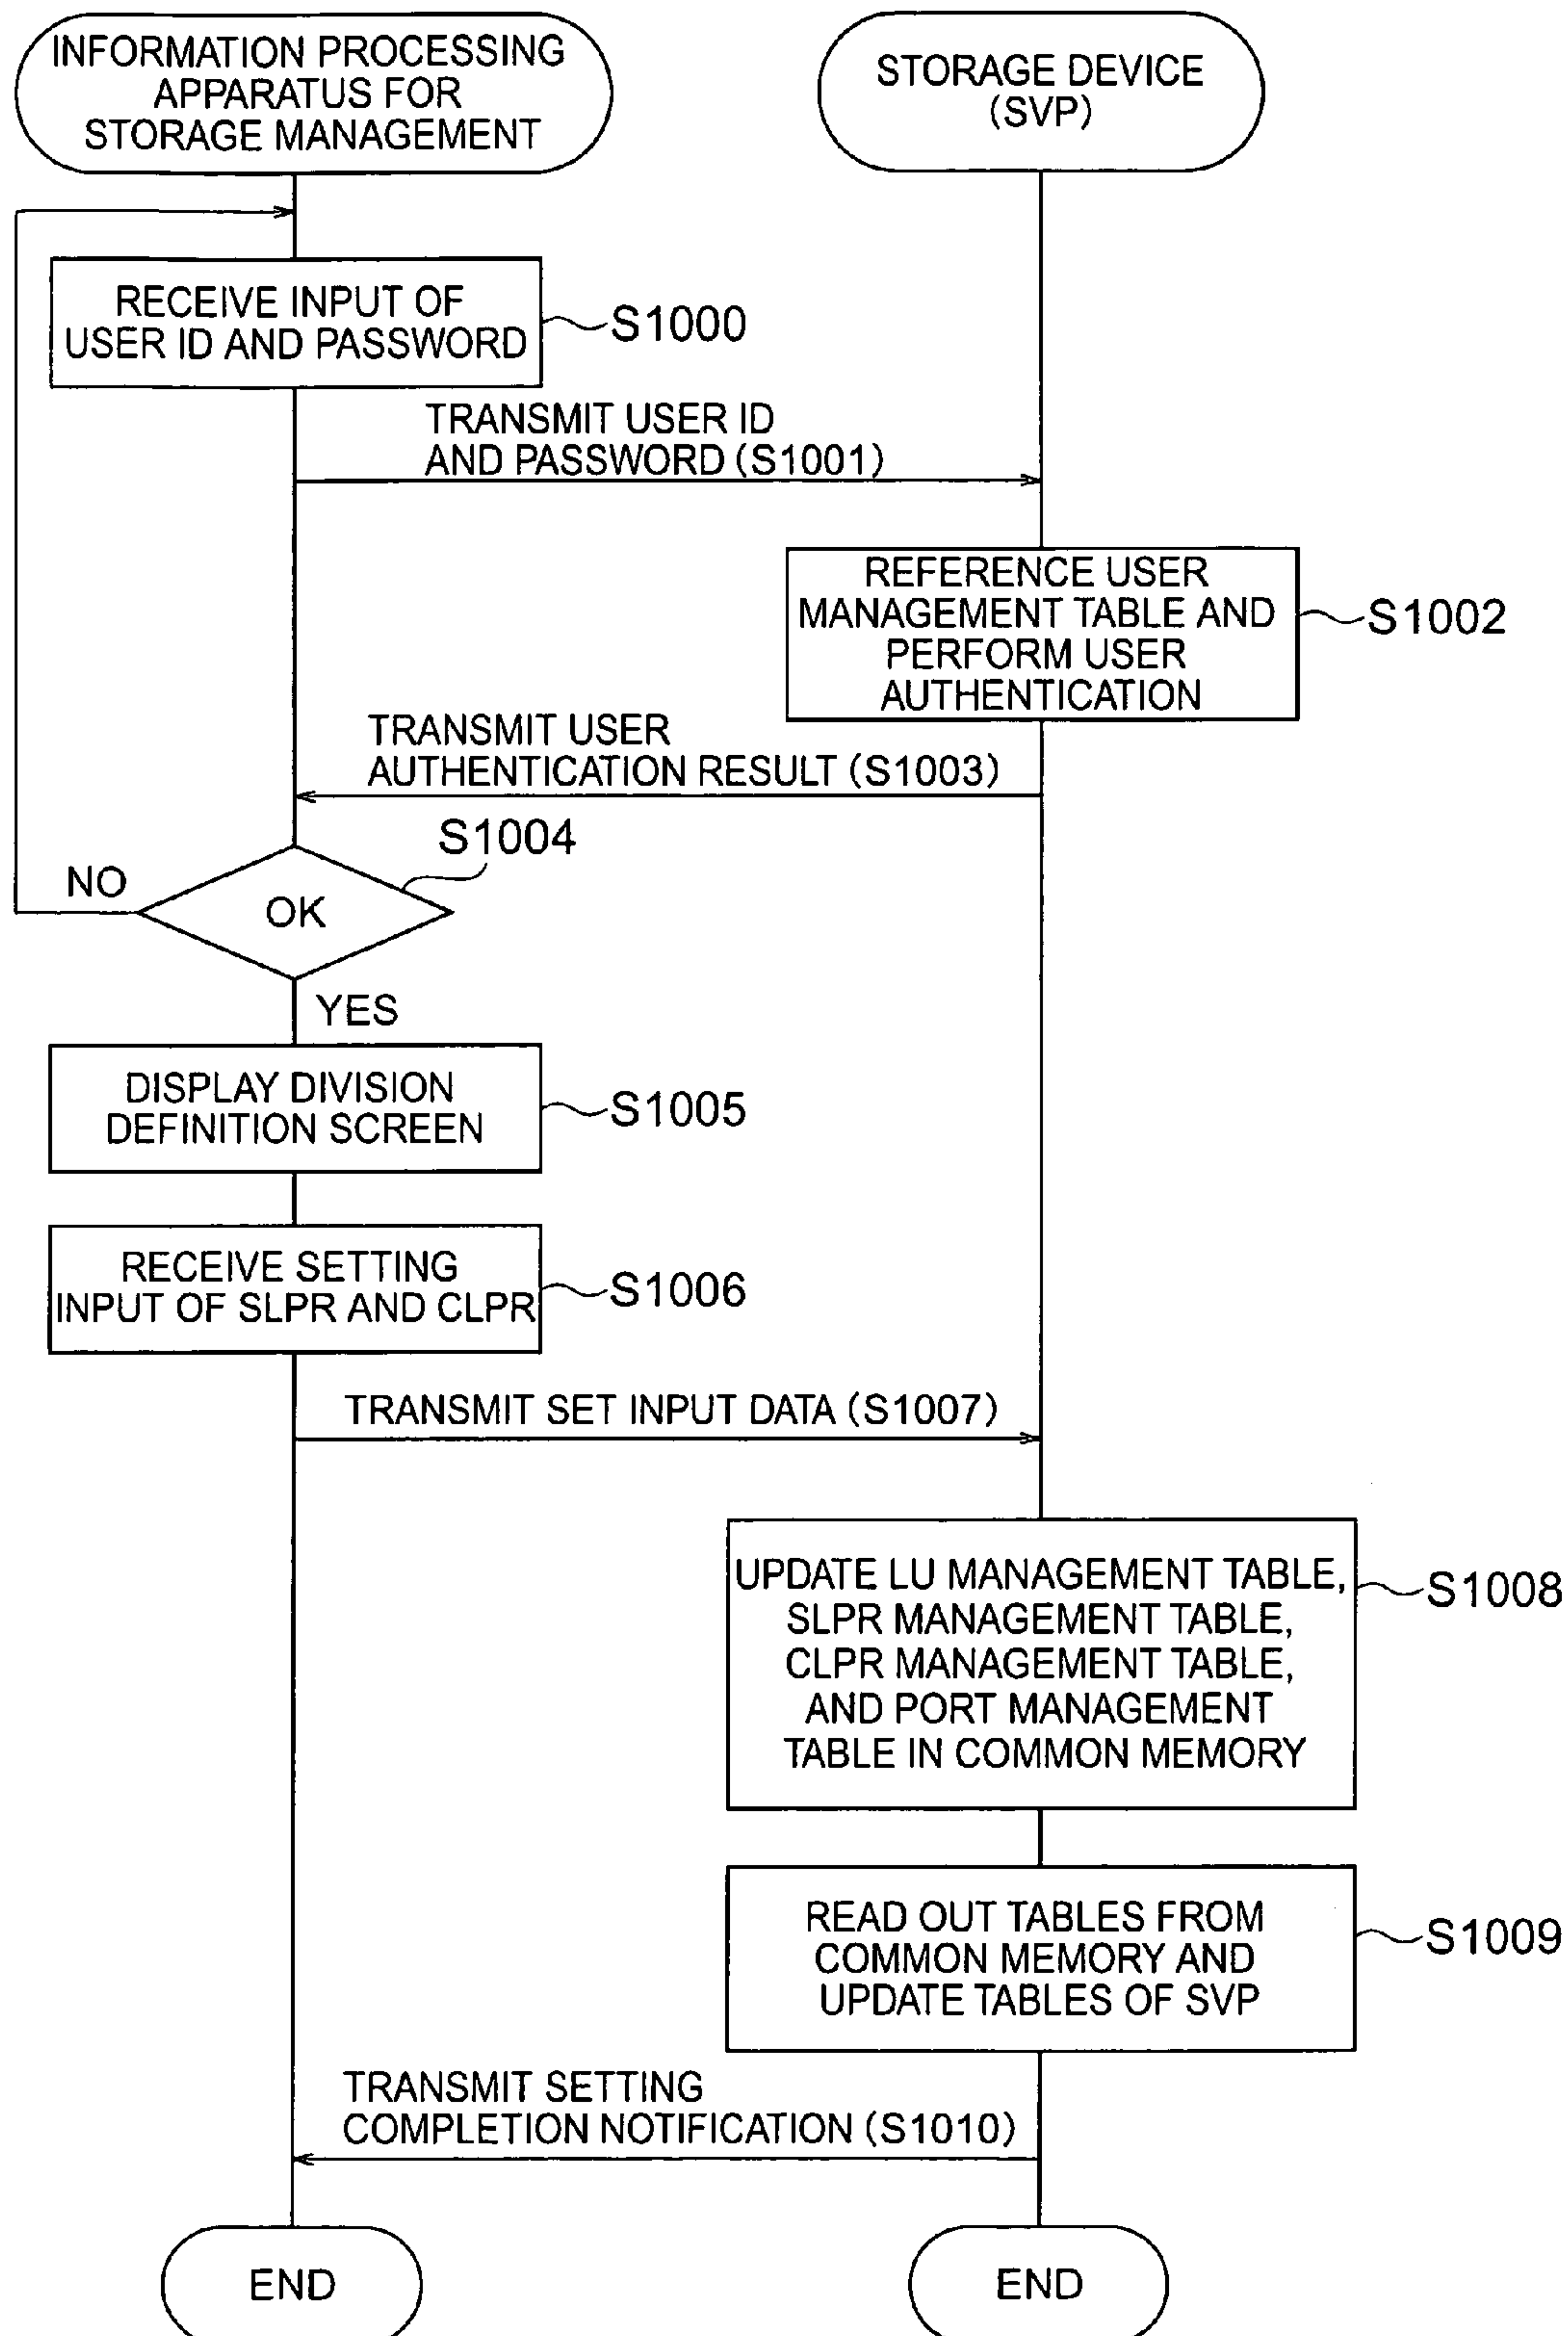 INFORMATION PROCESSING
APPARATUS FOR
STORAGE MANAGEMENT
STORAGE DEVICE
(SVP)
RECEIVE INPUT OF
USER ID AND PASSWORD
S1000
TRANSMIT USER ID
AND PASSWORD (S1001)
REFERENCE USER
MANAGEMENT TABLE AND
PERFORM USER
AUTHENTICATION
S1002
TRANSMIT USER
AUTHENTICATION RESULT (S1003)
S1004
NO
OK
YES
DISPLAY DIVISION
DEFINITION SCREEN
S1005
RECEIVE SETTING
INPUT OF SLPR AND CLPR
S1006
TRANSMIT SET INPUT DATA (S1007)
UPDATE LU MANAGEMENT TABLE,
SLPR MANAGEMENT TABLE,
CLPR MANAGEMENT TABLE,
AND PORT MANAGEMENT
TABLE IN COMMON MEMORY
S1008
READ OUT TABLES FROM
COMMON MEMORY AND
UPDATE TABLES OF SVP
S1009
TRANSMIT SETTING
COMPLETION NOTIFICATION (S1010)
END
END